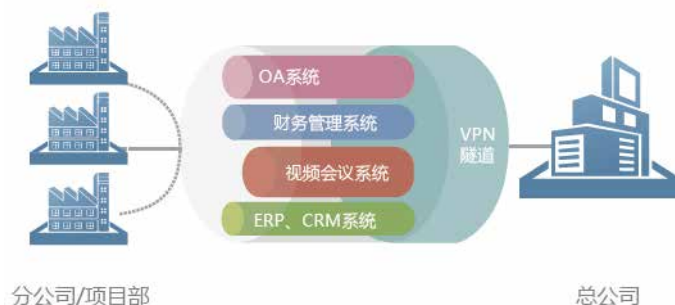 OA系统
财务管理系统
视频会议系统
ERP、CRM系统
VPN
隧道
分公司/项目部
总公司